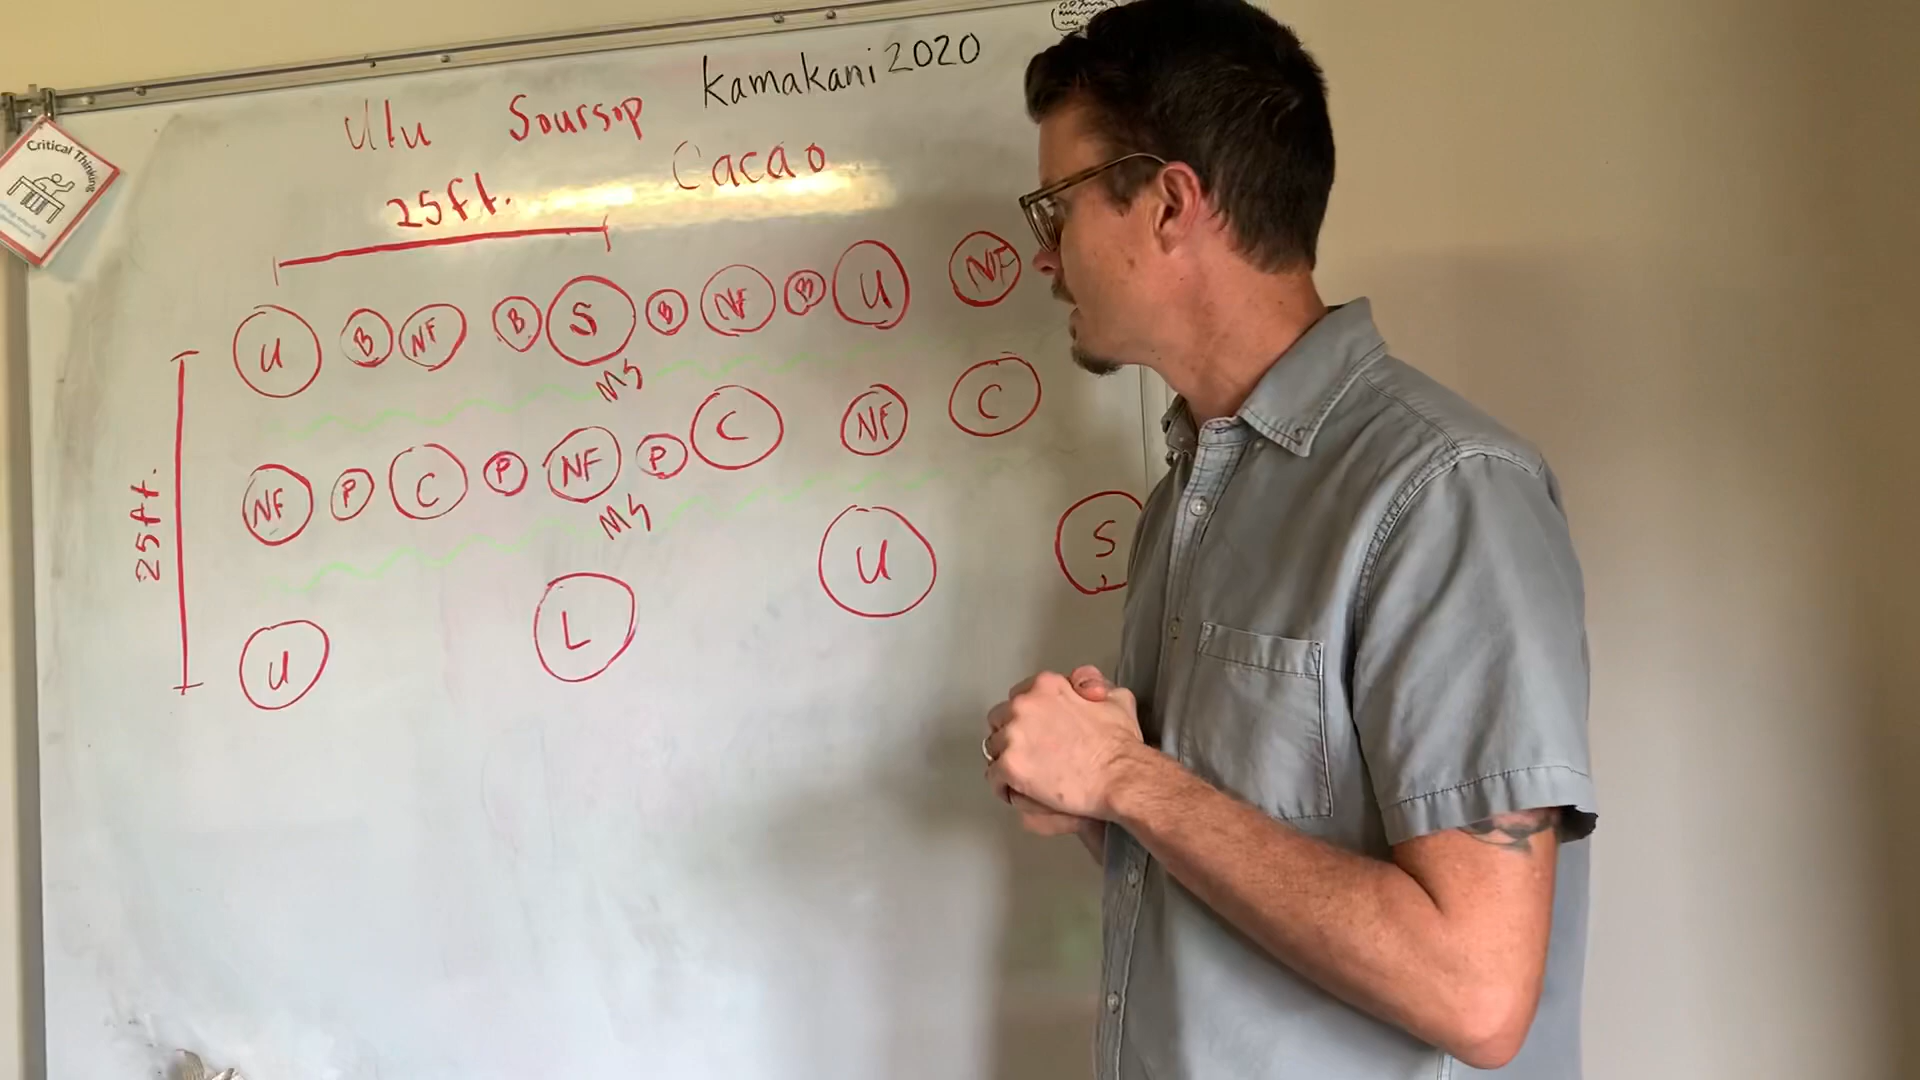 Kamakani 2020
Ulu Soursop
Cacao
25ft.
U B NF B S B NF B U NF
MS
NF P C P NF P C NF C
MS
25ft.
U L U S
Critical Thinking